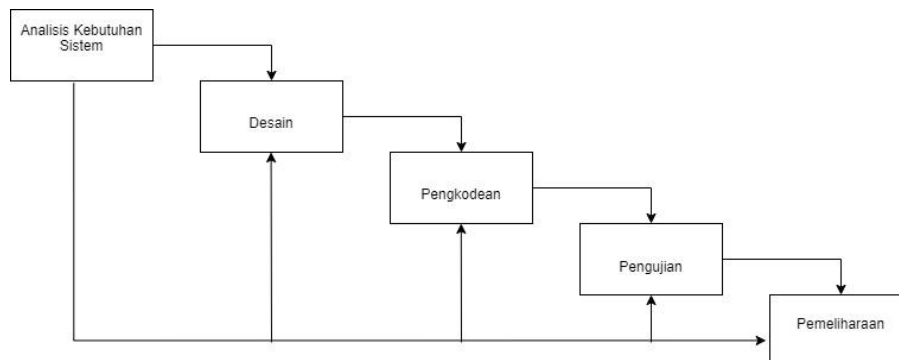 Analisis Kebutuhan
Sistem
Desain
Pengkodean
Pengujian
Pemeliharaan